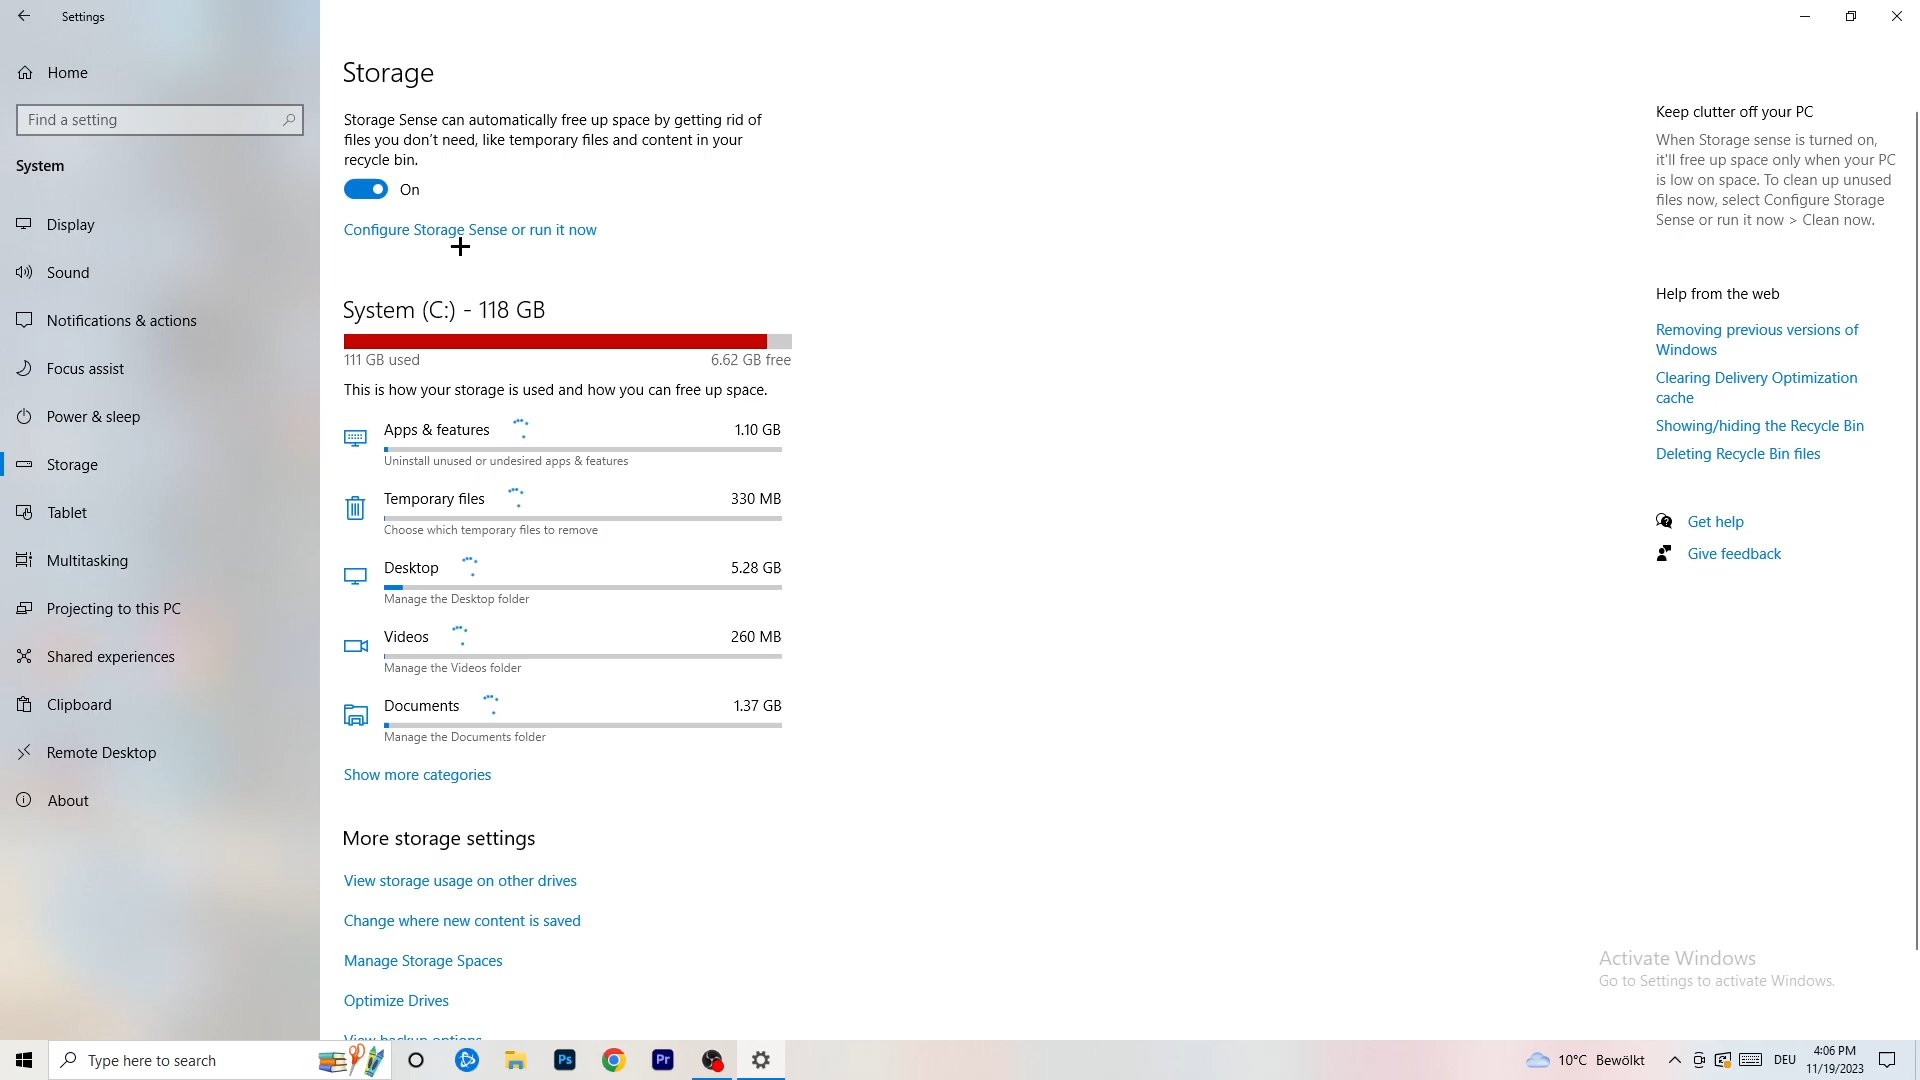 Settings
Home
Find a setting
System
Display
Sound
Notifications & actions
Focus assist
Power & sleep
Storage
Tablet
Multitasking
Projecting to this PC
Shared experiences
Clipboard
Remote Desktop
About
Storage
Storage Sense can automatically free up space by getting rid of
files you don't need, like temporary files and content in your
recycle bin.
On
Configure Storage Sense or run it now
System (C:) - 118 GB
111 GB used
6.62 GB free
This is how your storage is used and how you can free up space.
Apps & features
1.10 GB
Uninstall unused or undesired apps & features
Temporary files
330 MB
Choose which temporary files to remove
Desktop
5.28 GB
Manage the Desktop folder
Videos
260 MB
Manage the Videos folder
Documents
1.37 GB
Manage the Documents folder
Show more categories
More storage settings
View storage usage on other drives
Change where new content is saved
Manage Storage Spaces
Optimize Drives
View backup options
Keep clutter off your PC
When Storage sense is turned on,
it'll free up space only when your PC
is low on space. To clean up unused
files now, select Configure Storage
Sense or run it now > Clean now.
Help from the web
Removing previous versions of
Windows
Clearing Delivery Optimization
cache
Showing/hiding the Recycle Bin
Deleting Recycle Bin files
Get help
Give feedback
Activate Windows
Go to Settings to activate Windows.
Type here to search
Ps
Pr
10°C Bewölkt
DEU
4:06 PM
11/19/2023